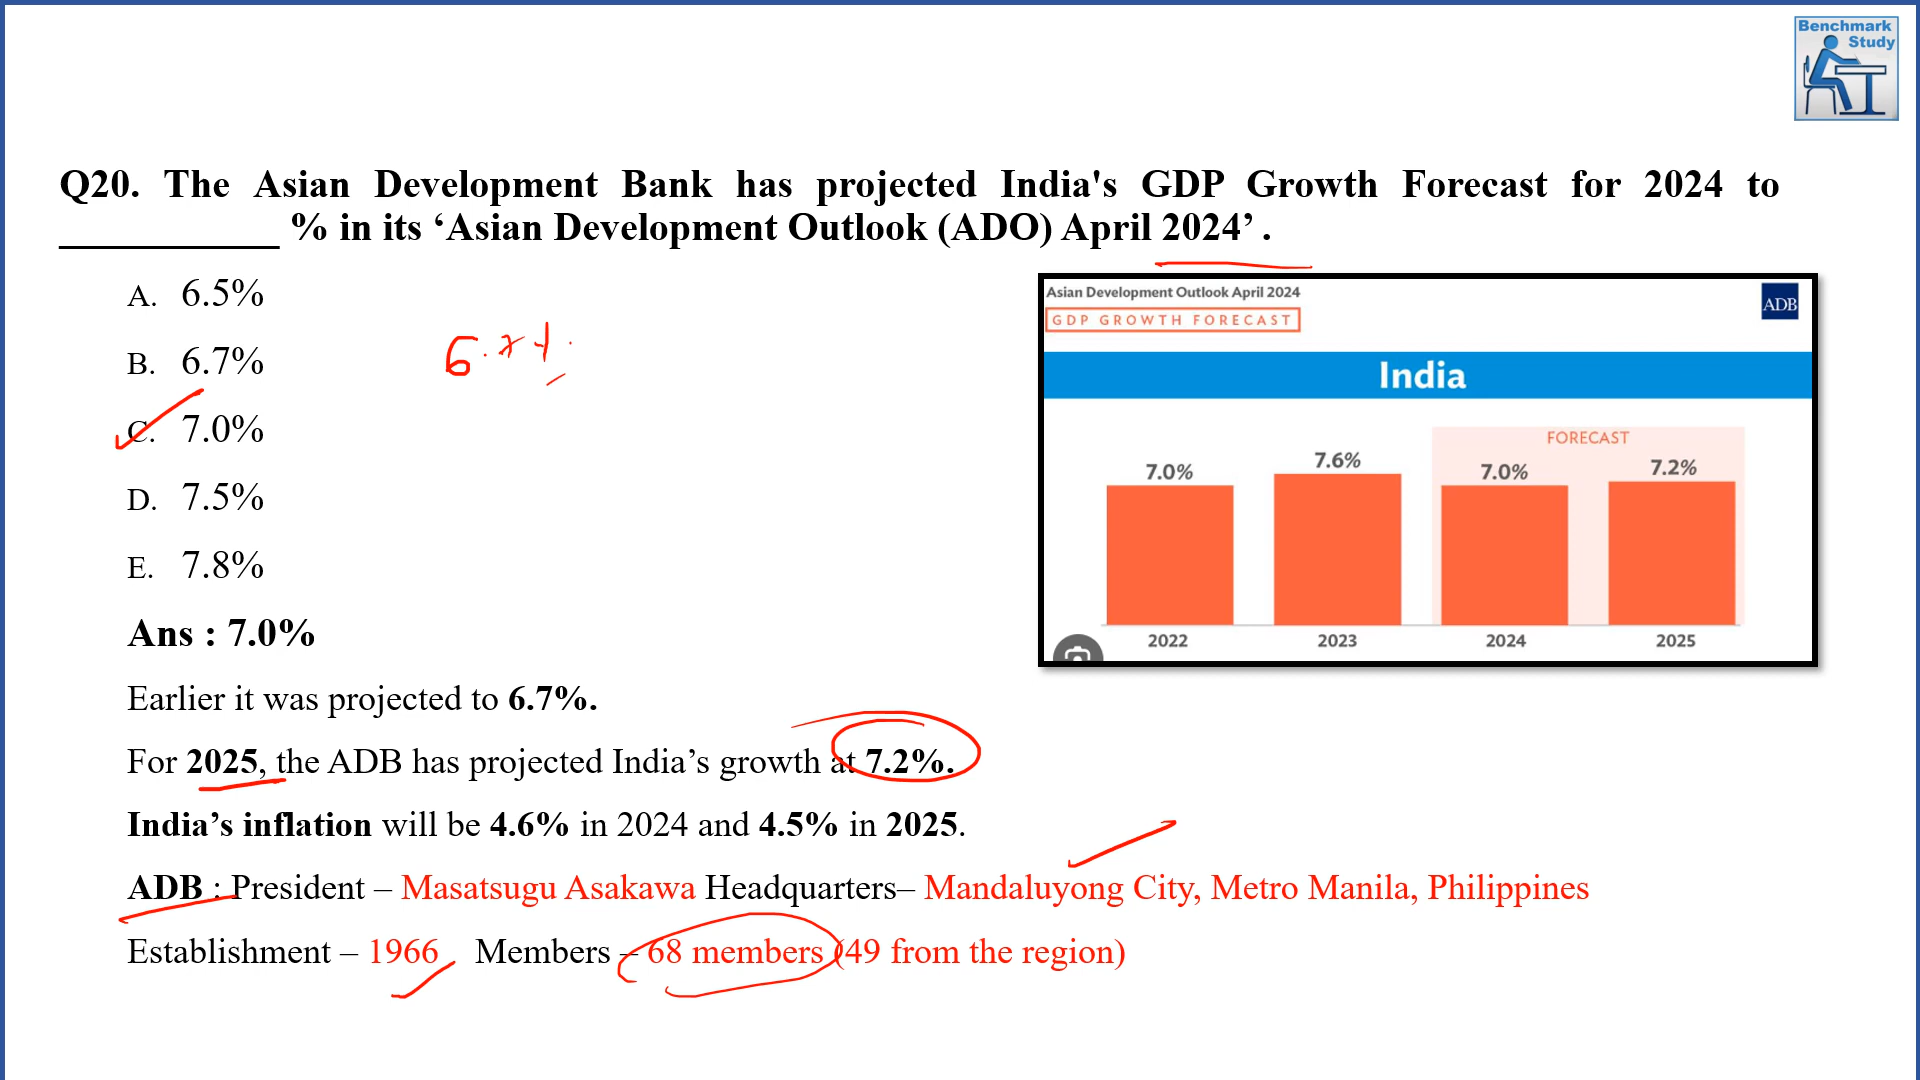 Benchmark
Study
Q20. The Asian Development Bank has projected India's GDP Growth Forecast for 2024 to
___________ % in its ‘Asian Development Outlook (ADO) April 2024’ .
A. 6.5%
B. 6.7%
C. 7.0%
D. 7.5%
E. 7.8%
Ans : 7.0%
Earlier it was projected to 6.7%.
For 2025, the ADB has projected India’s growth at 7.2%.
India’s inflation will be 4.6% in 2024 and 4.5% in 2025.
ADB : President – Masatsugu Asakawa Headquarters– Mandaluyong City, Metro Manila, Philippines
Establishment – 1966 Members – 68 members (49 from the region)
Asian Development Outlook April 2024
ADB
GDP GROWTH FORECAST
India
FORECAST
7.0% 7.6% 7.0% 7.2%
2022 2023 2024 2025